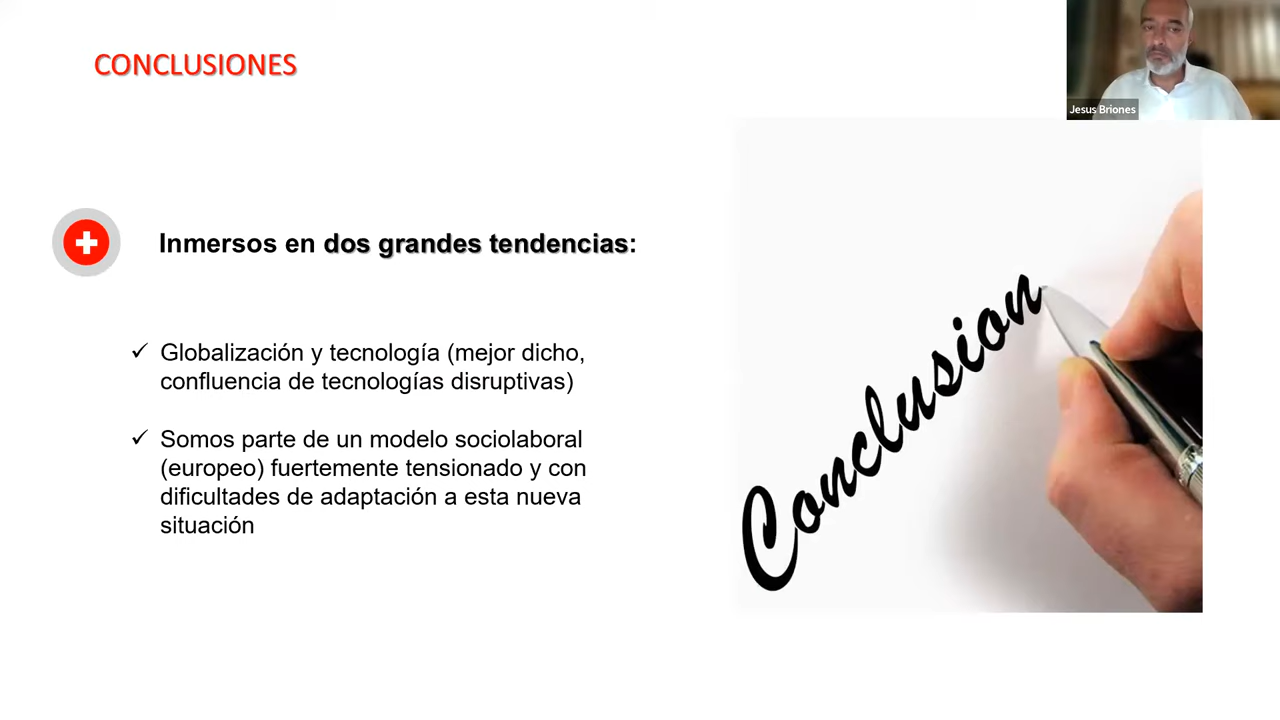 CONCLUSIONES
Jesus Briones
Inmersos en dos grandes tendencias:
Globalización y tecnología (mejor dicho,
confluencia de tecnologías disruptivas)
Somos parte de un modelo sociolaboral
(europeo) fuertemente tensionado y con
dificultades de adaptación a esta nueva
situación
Conclusion